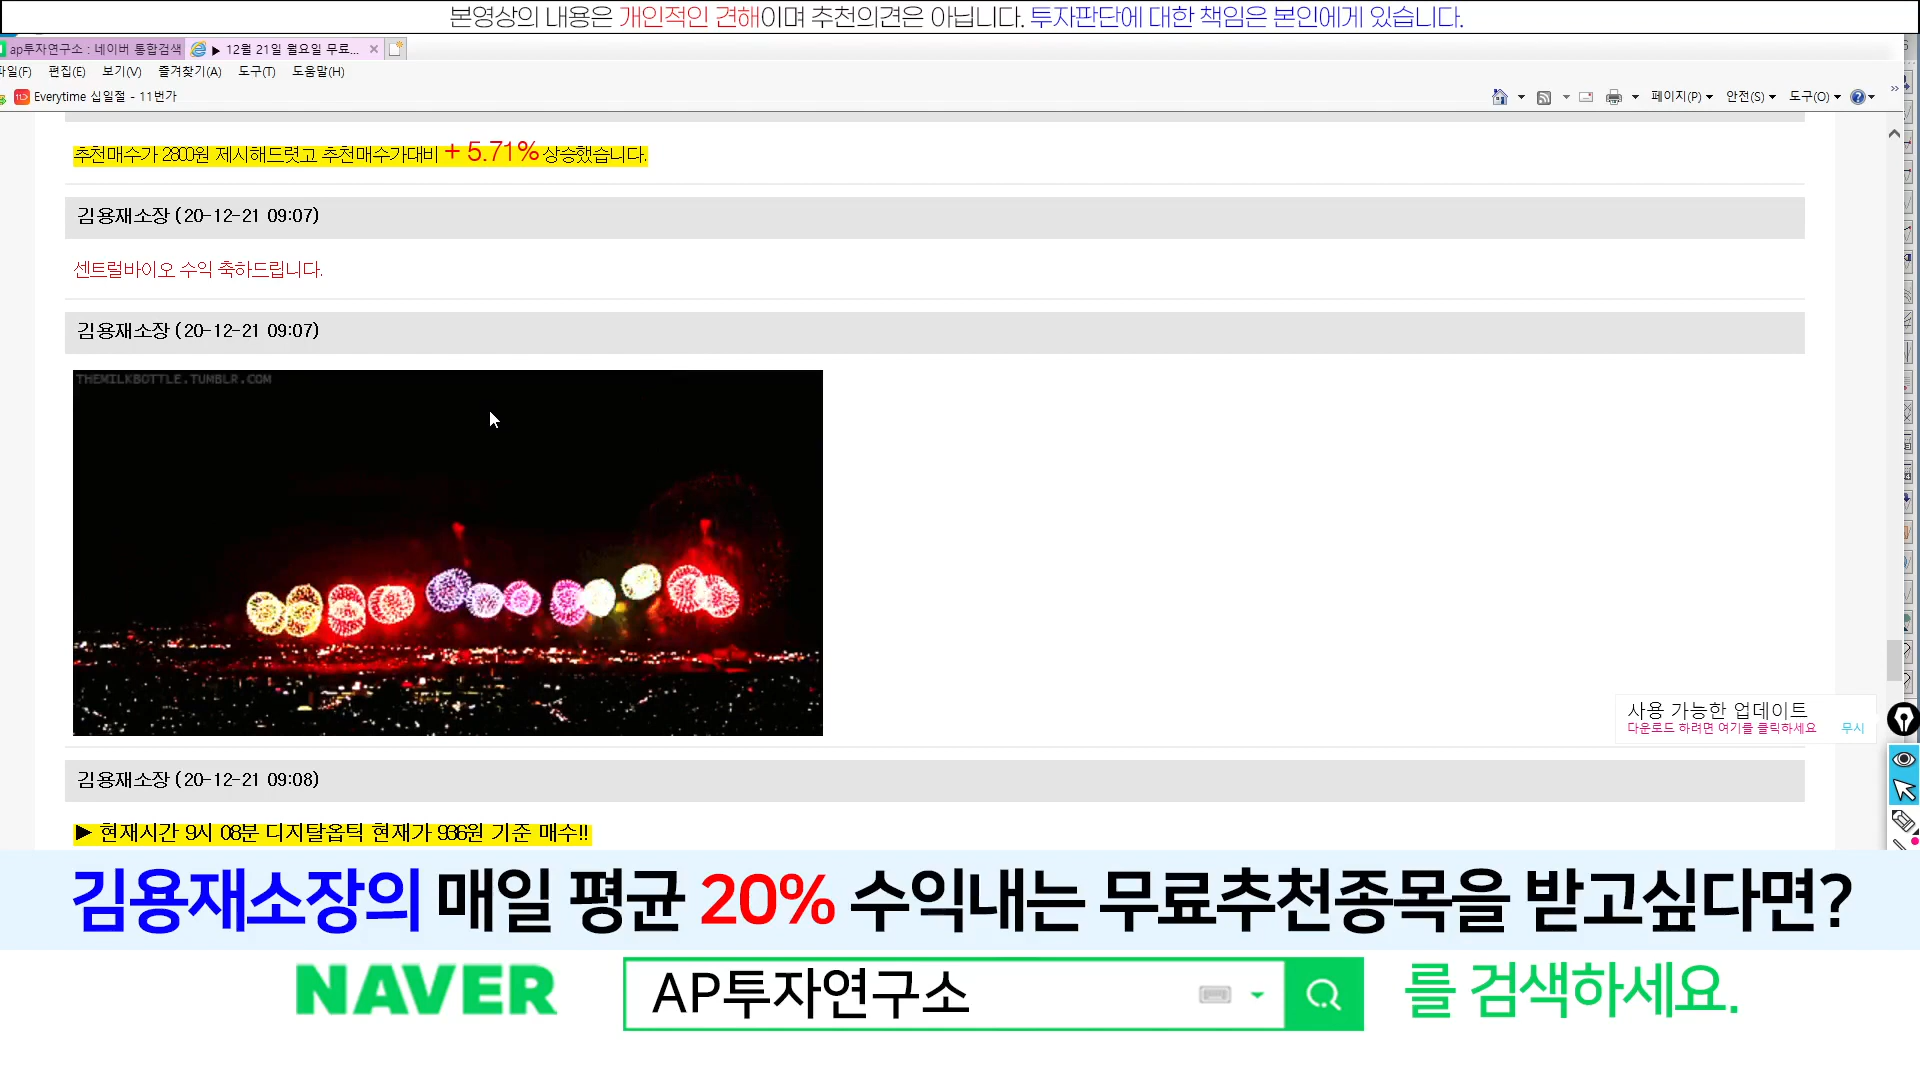 본영상의 내용은 개인적인 견해이며 추천의견은 아닙니다. 투자판단에 대한 책임은 본인에게 있습니다.
ap투자연구소 : 네이버 통합검색
▶ 12월 21일 월요일 무료...
파일(F) 편집(E) 보기(V) 즐겨찾기(A) 도구(T) 도움말(H)
Everytime 십일절 - 11번가
페이지(P) 안전(S) 도구(O)
추천매수가 2800원 제시해드렷고 추천매수가대비 + 5.71% 상승했습니다.
김용재소장 (20-12-21 09:07)
센트럴바이오 수익 축하드립니다.
김용재소장 (20-12-21 09:07)
THEMILKBOTTLE.TUMBLR.COM
사용 가능한 업데이트
다운로드 하려면 여기를 클릭하세요 무시
김용재소장 (20-12-21 09:08)
▶ 현재시간 9시 08분 디지탈옵틱 현재가 936원 기준 매수!!
김용재소장의 매일 평균 20% 수익내는 무료추천종목을 받고싶다면?
NAVER AP투자연구소 를 검색하세요.